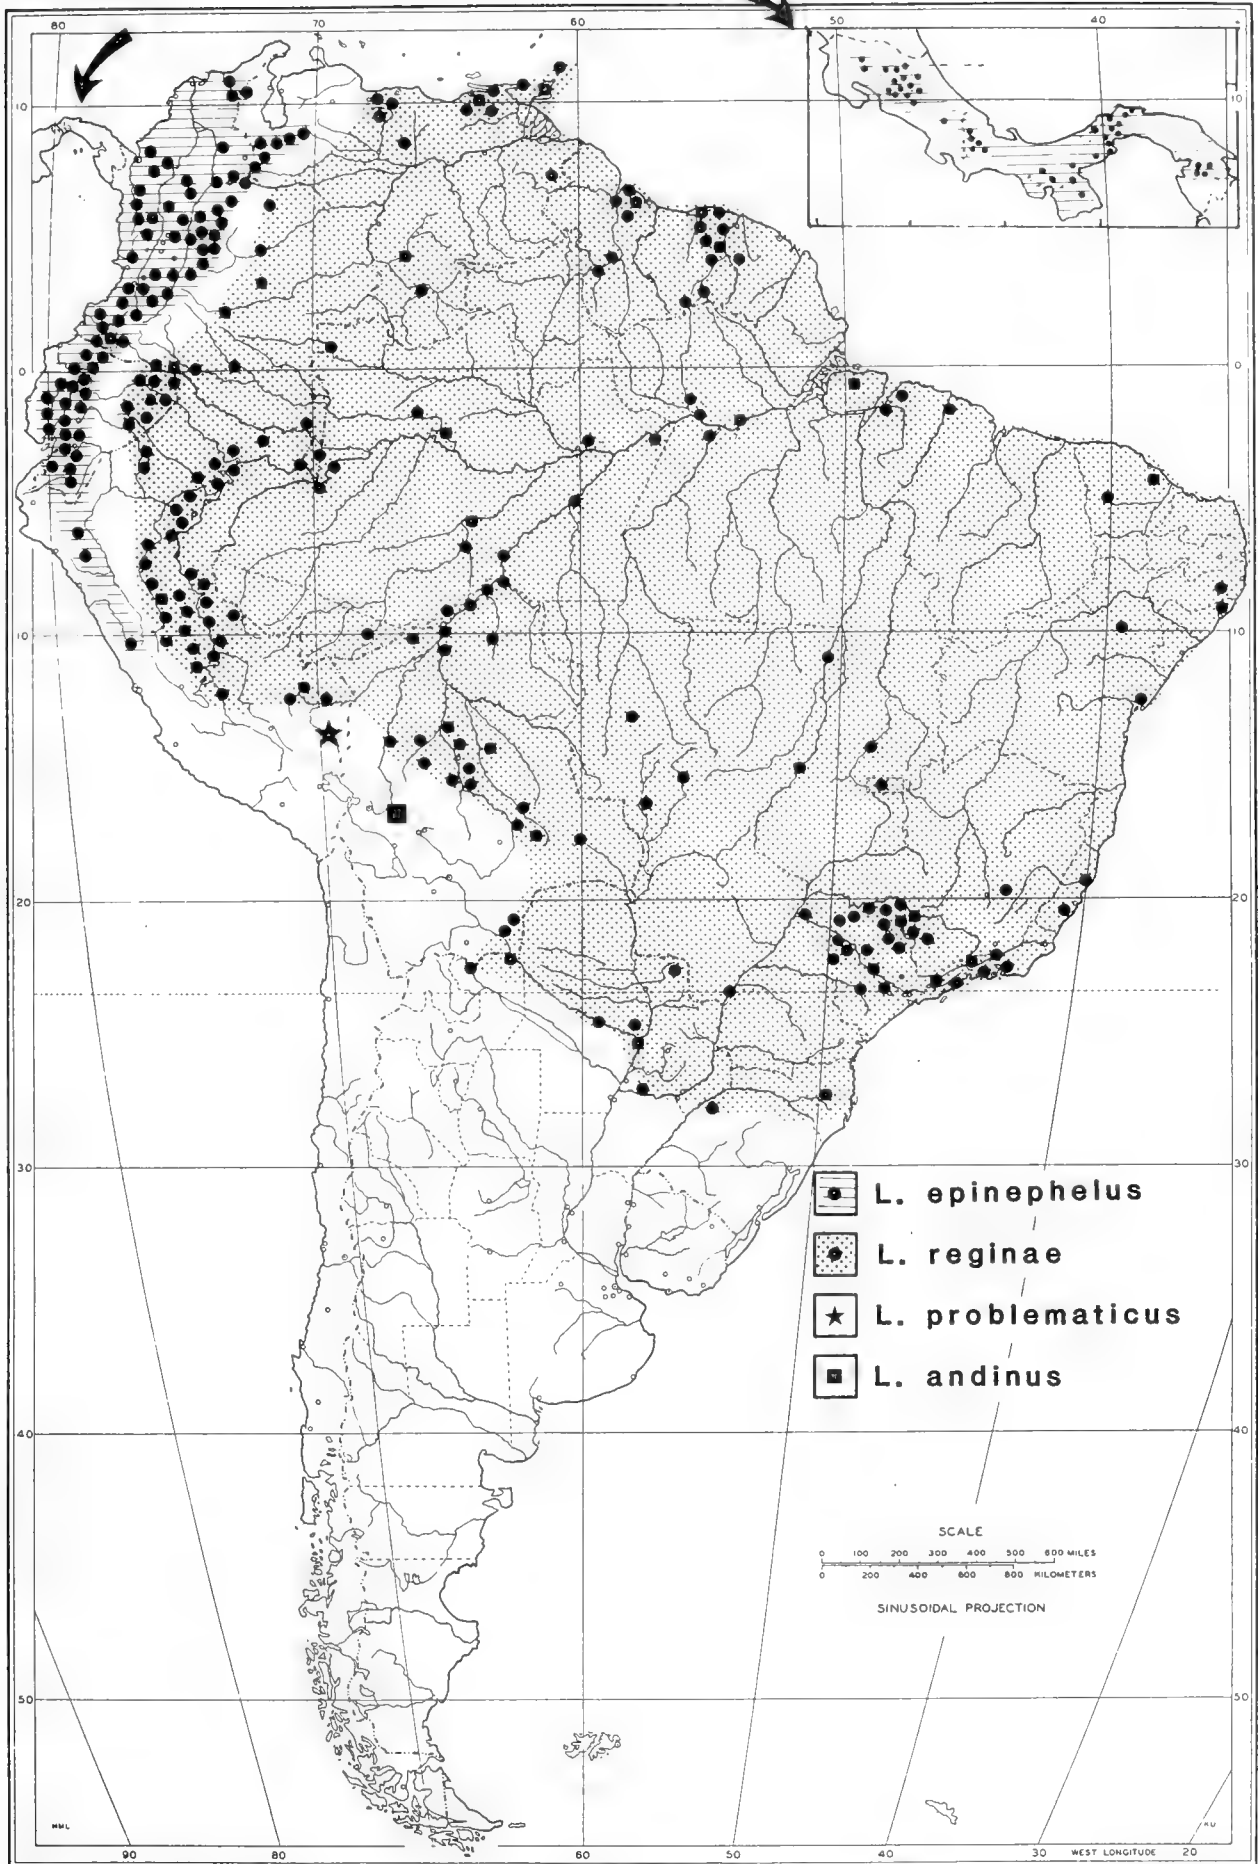 80
70
60
50
40
10
10
0
0
10
10
20
20
30
30
L. epinephelus
L. reginae
L. problematicus
L. andinus
40
40
SCALE
0 100 200 300 400 500 600 MILES
0 200 400 600 800 KILOMETERS
SINUSOIDAL PROJECTION
50
50
MML
KU
90
80
70
60
50
40
30
WEST LONGITUDE
20